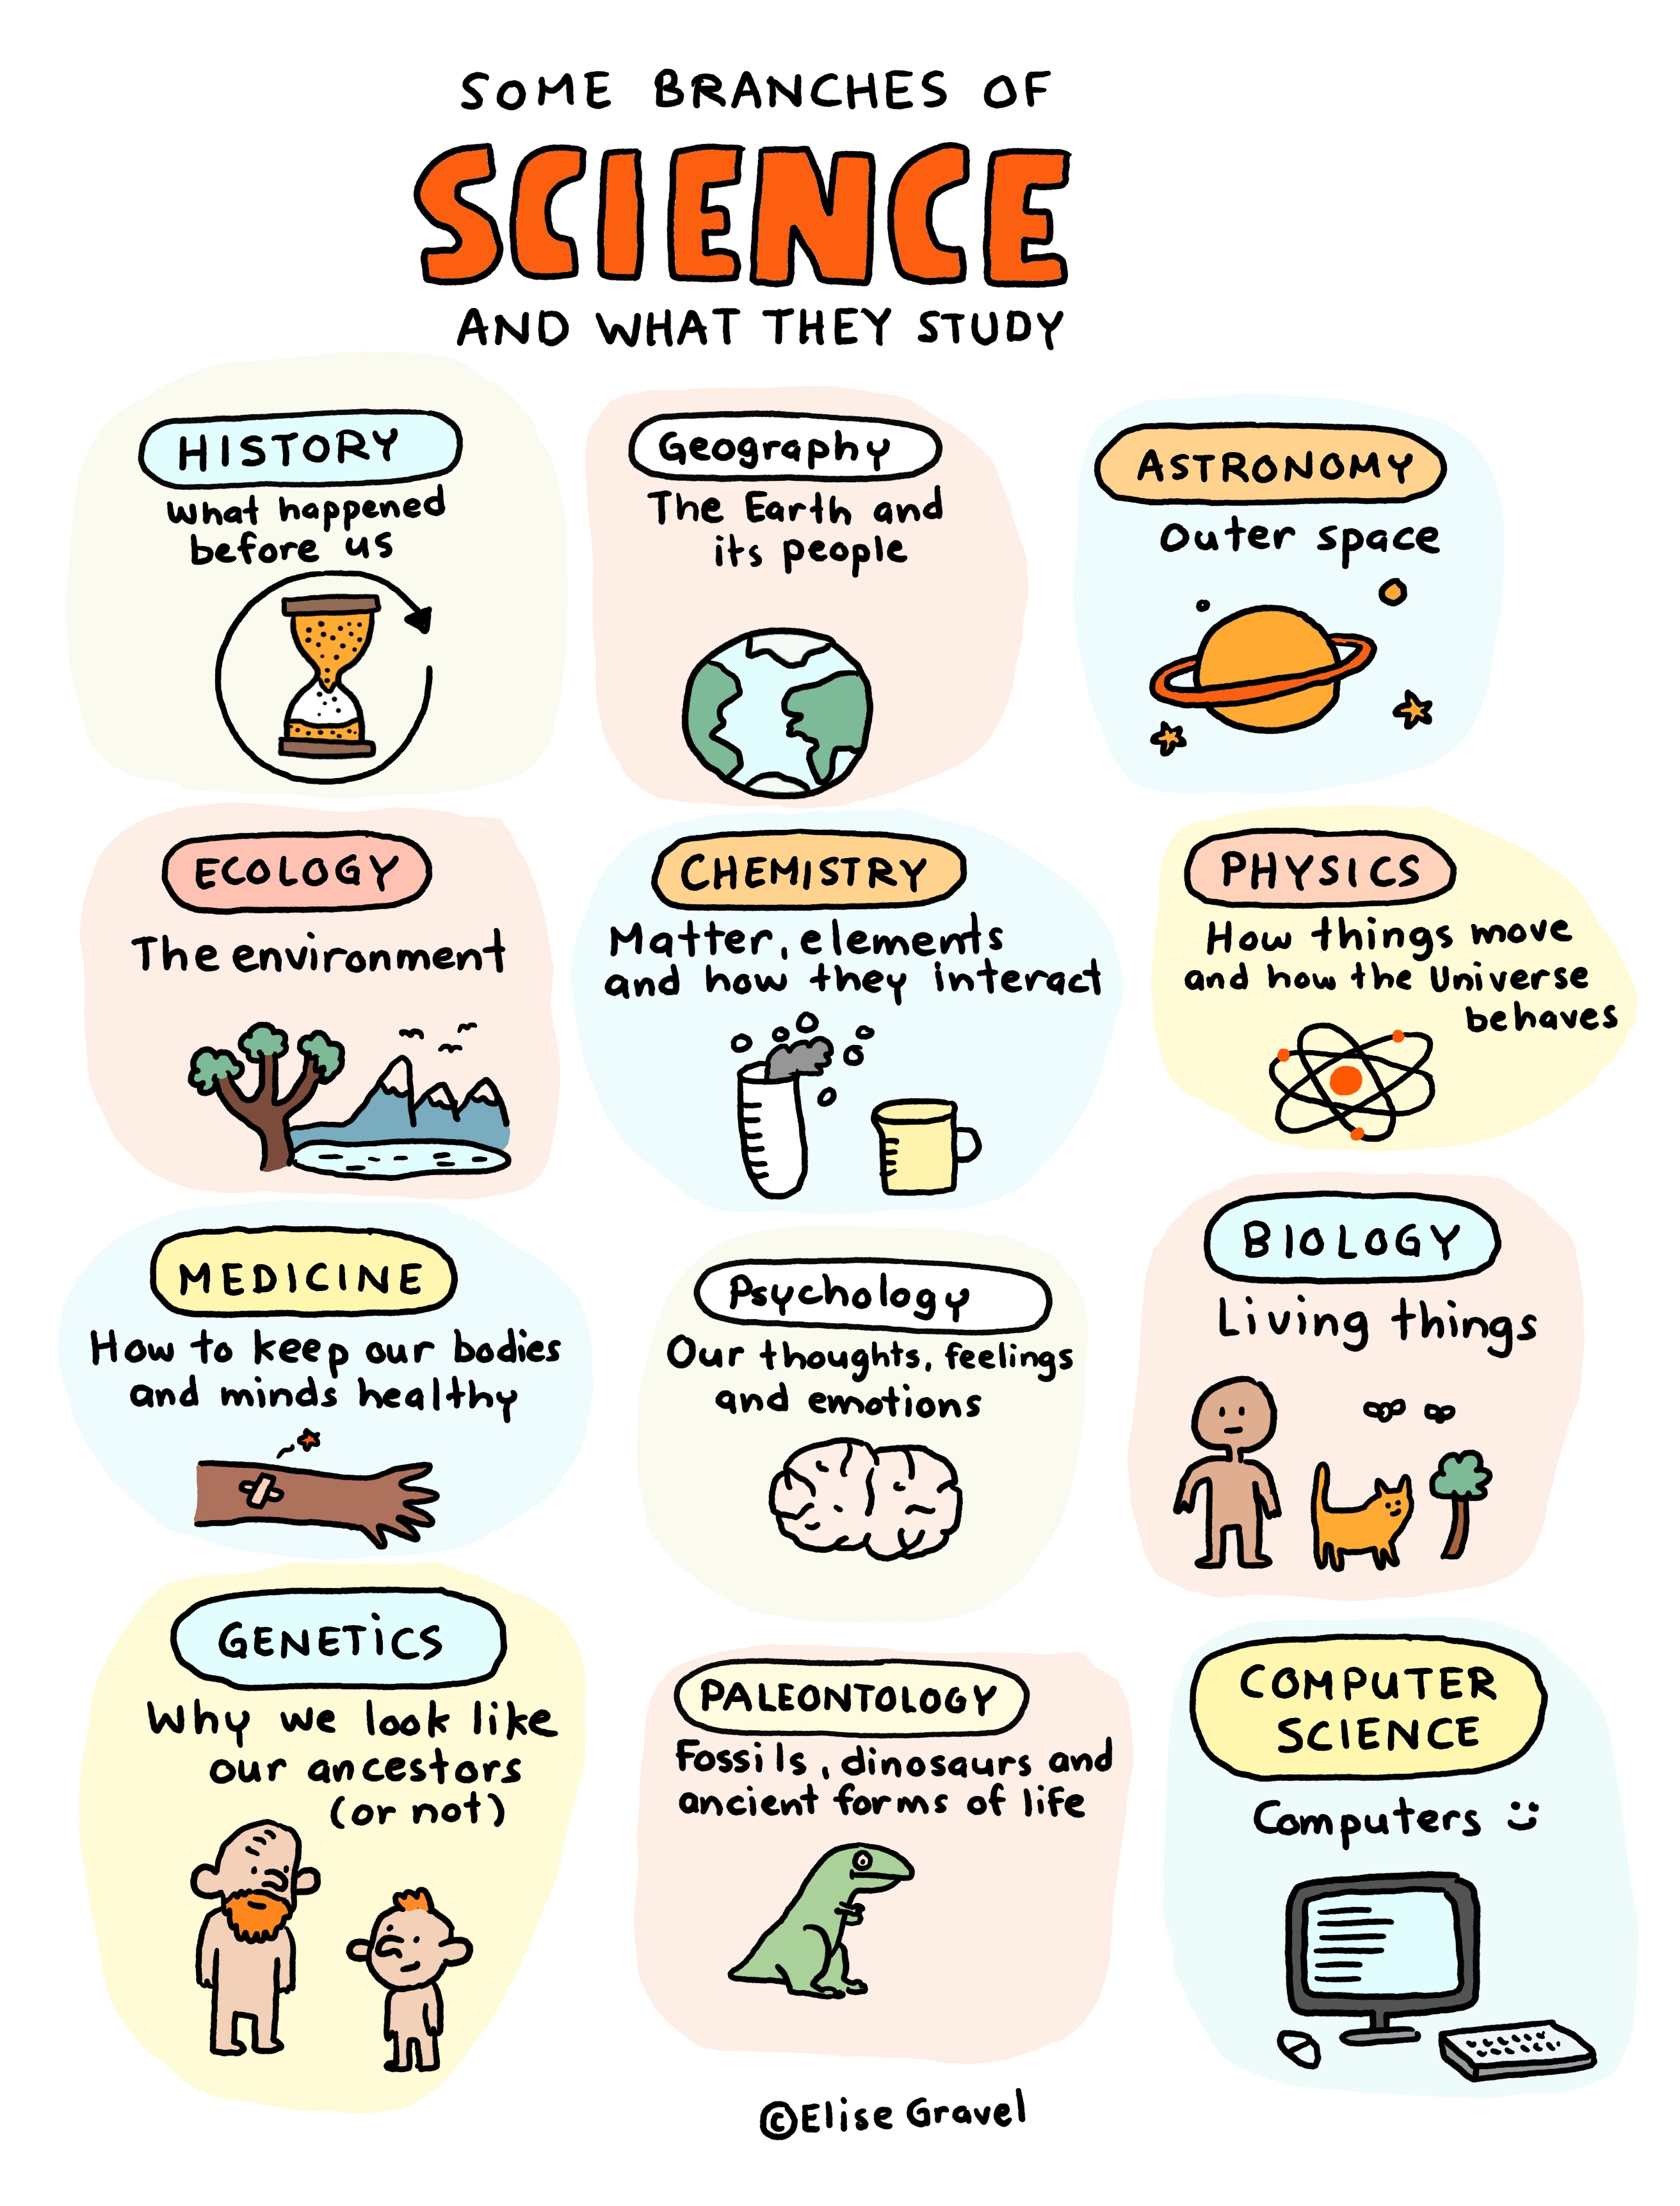 SOME BRANCHES OF
SCIENCE
AND WHAT THEY STUDY
HISTORY
What happened
before us
Geography
The Earth and
its people
ASTRONOMY
Outer space
ECOLOGY
The environment
CHEMISTRY
Matter, elements
and how they interact
PHYSICS
How things move
and how the Universe
behaves
MEDICINE
How to keep our bodies
and minds healthy
Psychology
Our thoughts, feelings
and emotions
BIOLOGY
Living things
GENETiCS
Why we look like
our ancestors
(or not)
PALEONTOLOGY
Fossils, dinosaurs and
ancient forms of life
COMPUTER
SCIENCE
Computers :)
©Elise Gravel